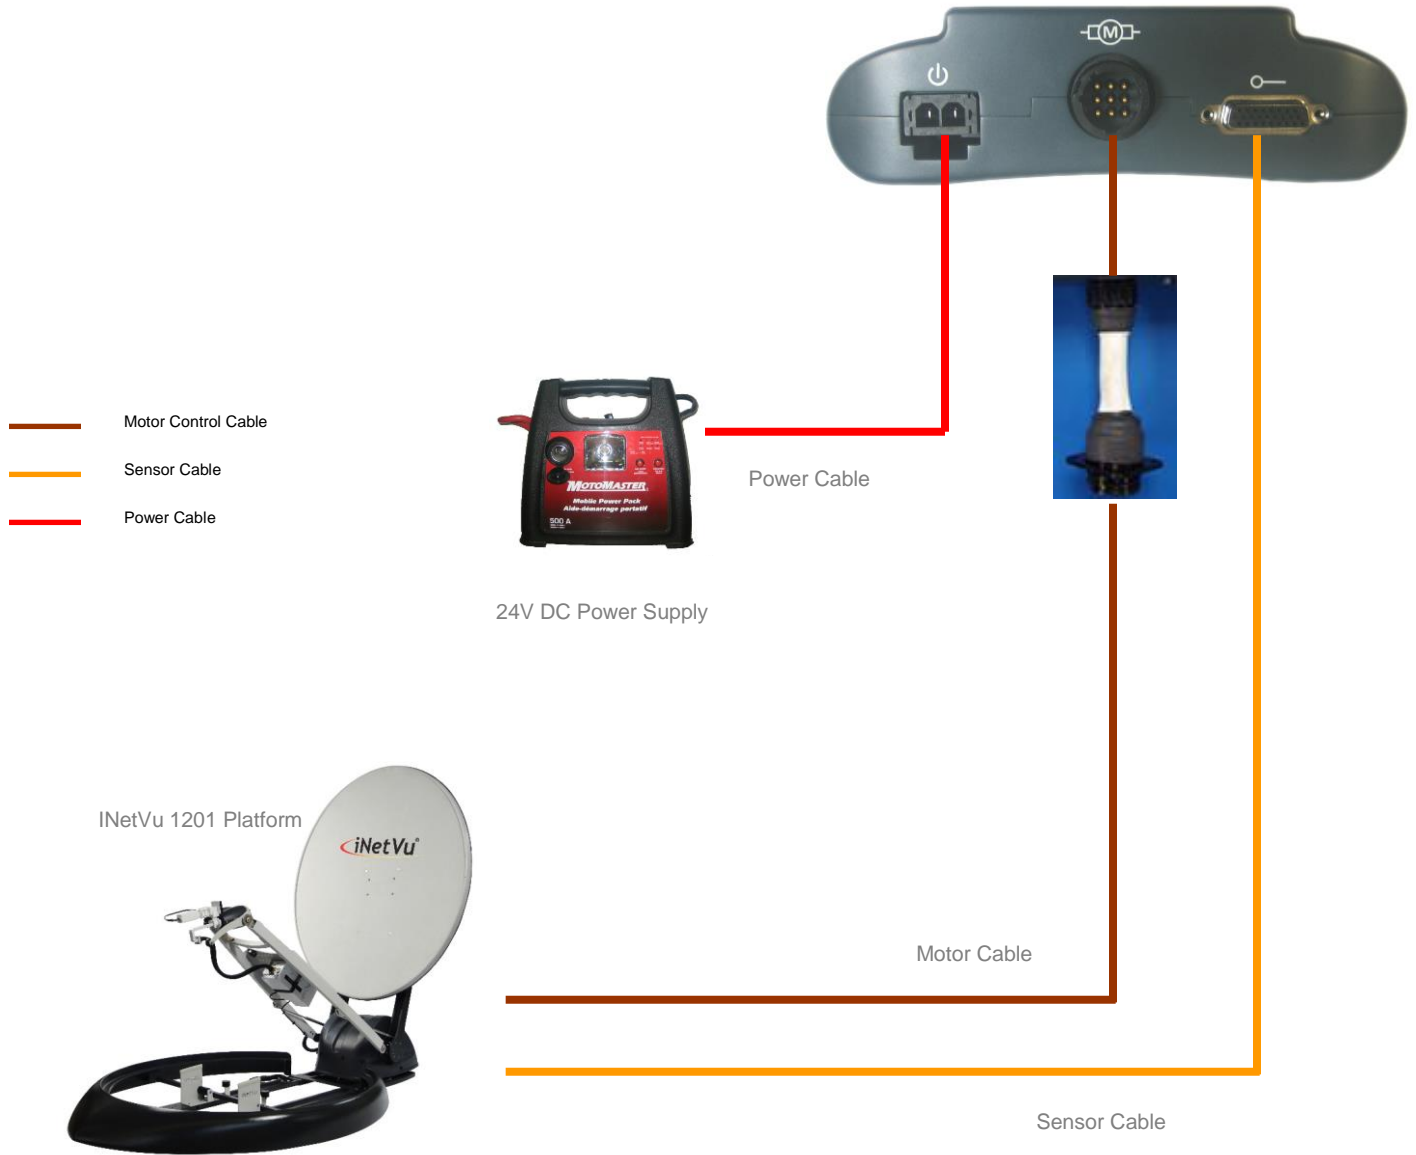 M
Motor Control Cable
Sensor Cable
Power Cable
MOTOMASTER
Mobile Power Pack
Aide-démarrage portatif
500 A
Power Cable
24V DC Power Supply
INetVu 1201 Platform
iNetVu®
Motor Cable
Sensor Cable